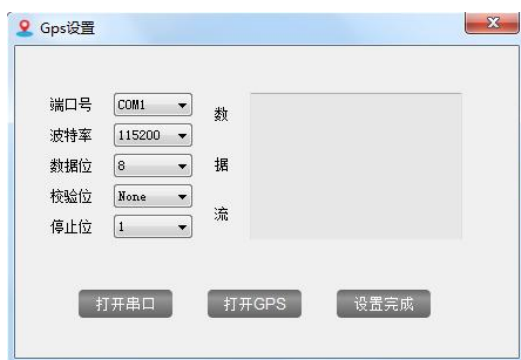 Gps设置
端口号 COM1
波特率 115200
数据位 8
校验位 None
停止位 1
数
据
流
打开串口 打开GPS 设置完成